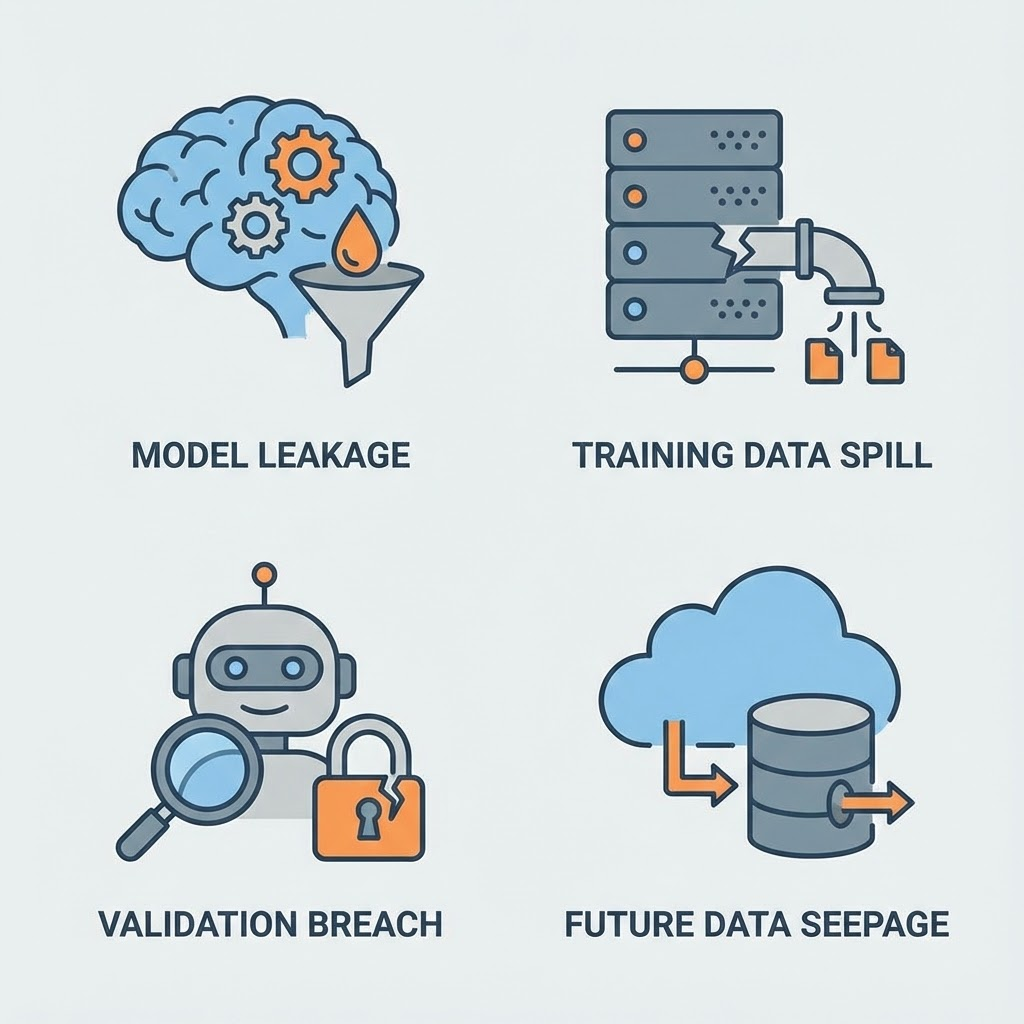 MODEL LEAKAGE
TRAINING DATA SPILL
VALIDATION BREACH
FUTURE DATA SEEPAGE